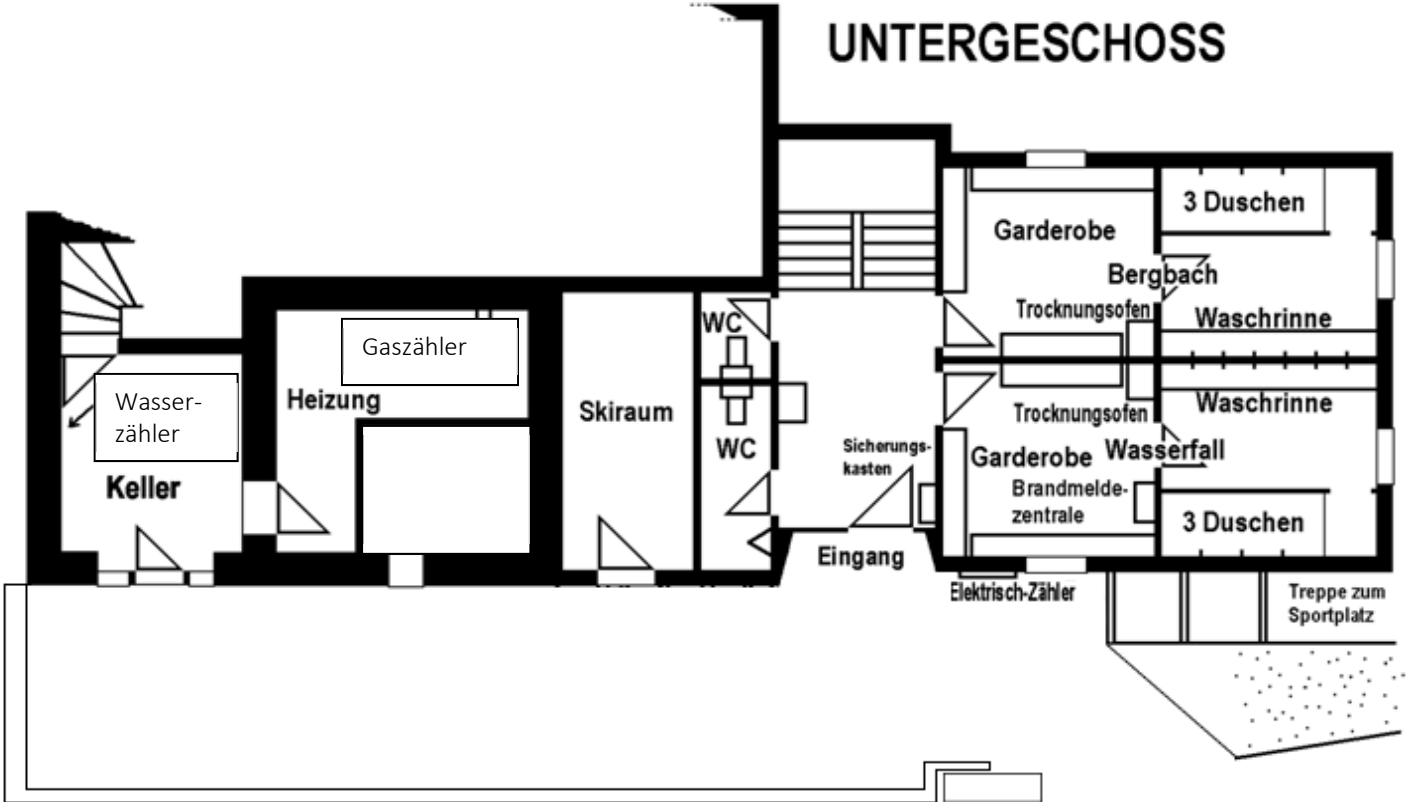 UNTERGESCHOSS
3 Duschen
Garderobe
Bergbach
Trocknungsofen
Waschrinne
WC
Gaszähler
Heizung
Wasser-
zähler
Keller
Skiraum
WC
Sicherungs-
kasten
Trocknungsofen
Waschrinne
Garderobe
Wasserfall
Brandmelde-
zentrale
3 Duschen
Eingang
Elektrisch-Zähler
Treppe zum
Sportplatz